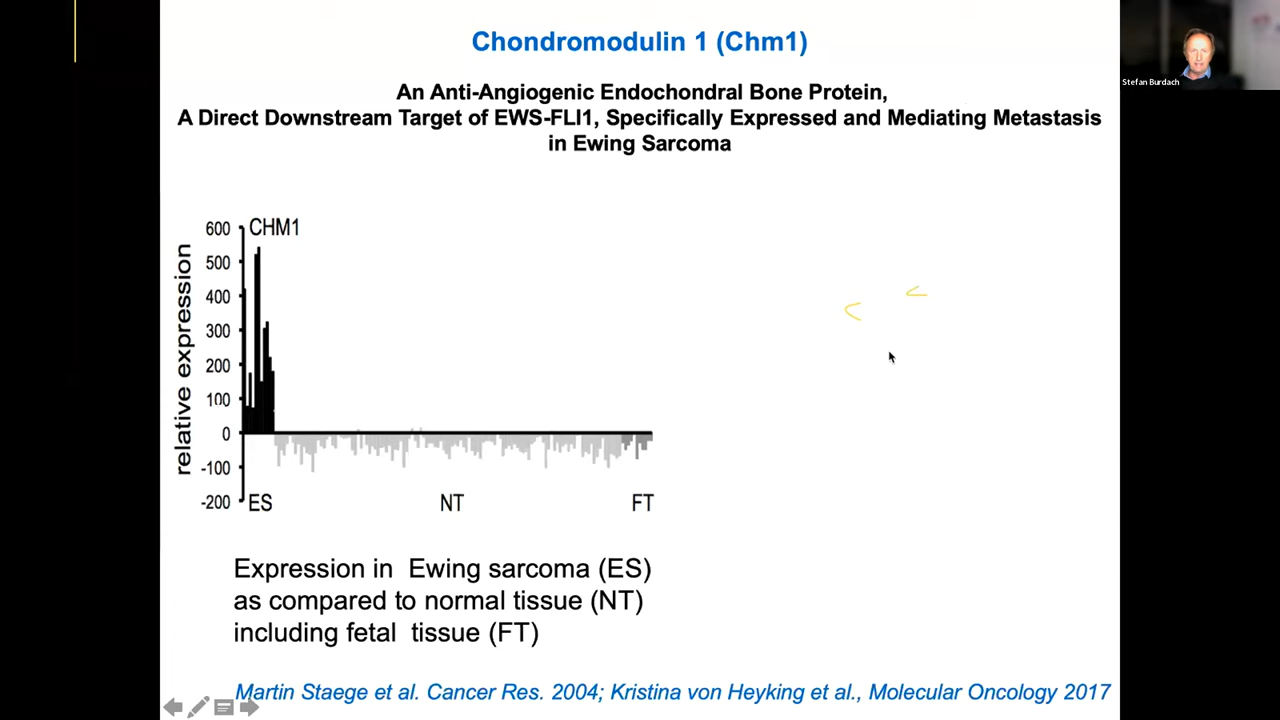 Chondromodulin 1 (Chm1)
Stefan Burdach
An Anti-Angiogenic Endochondral Bone Protein,
A Direct Downstream Target of EWS-FLI1, Specifically Expressed and Mediating Metastasis
in Ewing Sarcoma
CHM1
relative expression
600
500
400
300
200
100
0
-100
-200
ES
NT
FT
Expression in Ewing sarcoma (ES)
as compared to normal tissue (NT)
including fetal tissue (FT)
Martin Staege et al. Cancer Res. 2004; Kristina von Heyking et al., Molecular Oncology 2017